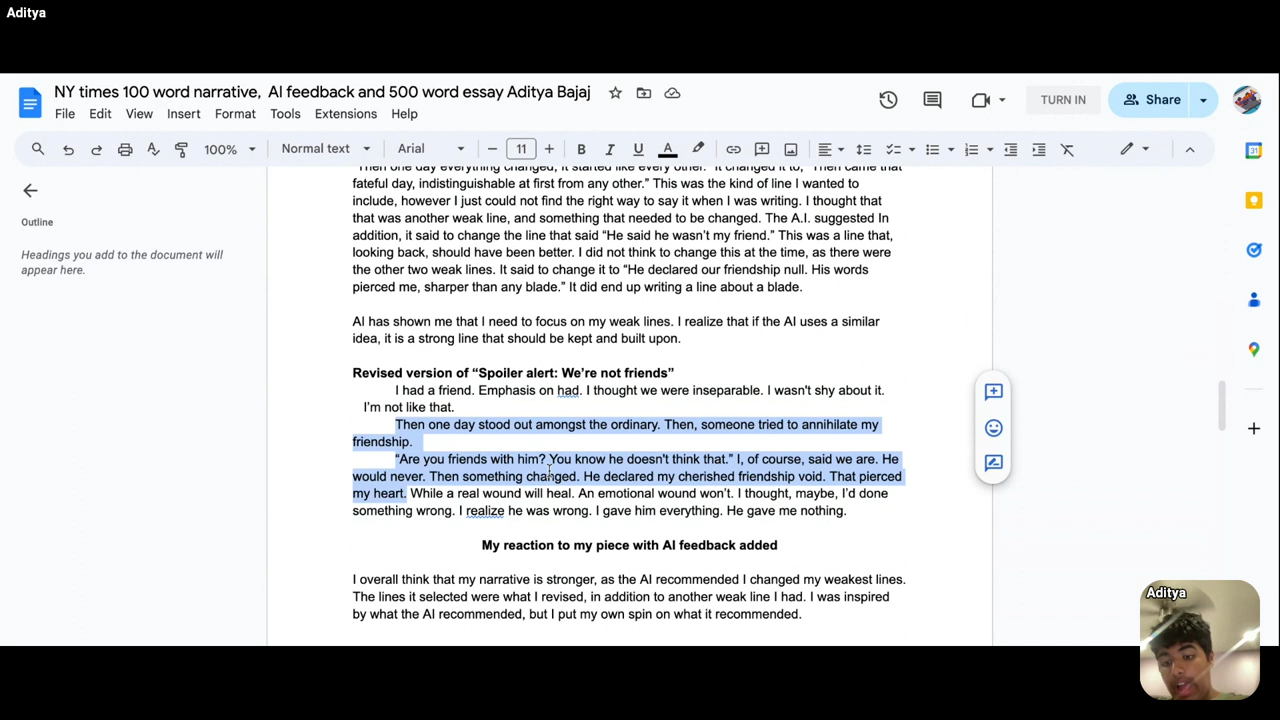 Aditya
NY times 100 word narrative, AI feedback and 500 word essay Aditya Bajaj
File Edit View Insert Format Tools Extensions Help
TURN IN
Share
100%
Normal text
Arial
11
Outline
Headings you add to the document will
appear here.
"Then one day everything changed, it started like every other." It changed it to, "Then came that
fateful day, indistinguishable at first from any other.” This was the kind of line I wanted to
include, however I just could not find the right way to say it when I was writing. I thought that
that was another weak line, and something that needed to be changed. The A.I. suggested In
addition, it said to change the line that said “He said he wasn’t my friend.” This was a line that,
looking back, should have been better. I did not think to change this at the time, as there were
the other two weak lines. It said to change it to “He declared our friendship null. His words
pierced me, sharper than any blade.” It did end up writing a line about a blade.
AI has shown me that I need to focus on my weak lines. I realize that if the AI uses a similar
idea, it is a strong line that should be kept and built upon.
Revised version of “Spoiler alert: We’re not friends”
I had a friend. Emphasis on had. I thought we were inseparable. I wasn't shy about it.
I’m not like that.
Then one day stood out amongst the ordinary. Then, someone tried to annihilate my
friendship.
“Are you friends with him? You know he doesn't think that.” I, of course, said we are. He
would never. Then something changed. He declared my cherished friendship void. That pierced
my heart. While a real wound will heal. An emotional wound won’t. I thought, maybe, I’d done
something wrong. I realize he was wrong. I gave him everything. He gave me nothing.
My reaction to my piece with AI feedback added
I overall think that my narrative is stronger, as the AI recommended I changed my weakest lines.
The lines it selected were what I revised, in addition to another weak line I had. I was inspired
by what the AI recommended, but I put my own spin on what it recommended.
Aditya